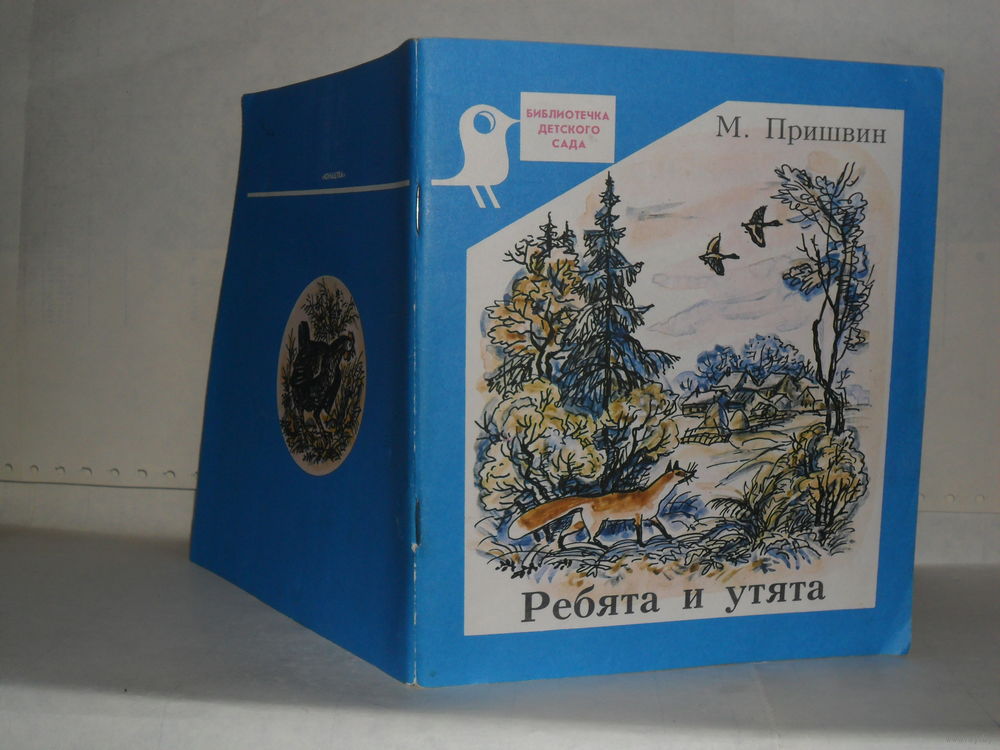 БИБЛИОТЕЧКА
ДЕТСКОГО
САДА
М. Пришвин
Ребята и утята